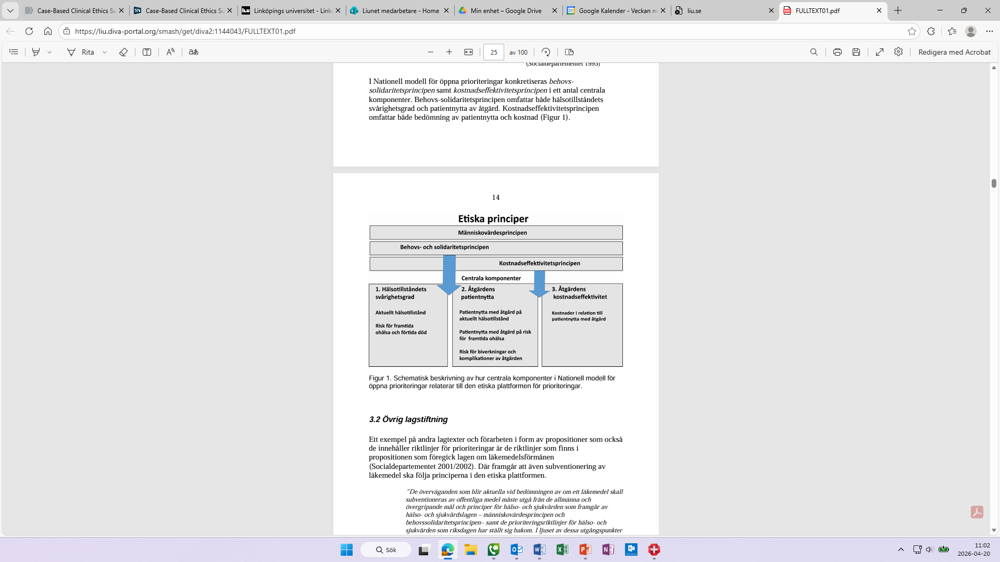 Case-Based Clinical Ethics Su
Case-Based Clinical Ethics Su
Linköpings universitet - Link
Liunet medarbetare - Home
Min enhet – Google Drive
Google Kalender - Veckan m
liu.se
FULLTEXT01.pdf
https://liu.diva-portal.org/smash/get/diva2:1144043/FULLTEXT01.pdf
Rita
25 av 100
Redigera med Acrobat
(Socialdepartementet 1995)
I Nationell modell för öppna prioriteringar konkretiseras behovs-
solidaritetsprincipen samt kostnadseffektivitetsprincipen i ett antal centrala
komponenter. Behovs-solidaritetsprincipen omfattar både hälsotillståndets
svårighetsgrad och patientnytta av åtgärd. Kostnadseffektivitetsprincipen
omfattar både bedömning av patientnytta och kostnad (Figur 1).
14
Etiska principer
Människovärdesprincipen
Behovs- och solidaritetsprincipen
Kostnadseffektivitetsprincipen
Centrala komponenter
1. Hälsotillståndets
svårighetsgrad
Aktuellt hälsotillstånd
Risk för framtida
ohälsa och förtida död
2. Åtgärdens
patientnytta
Patientnytta med åtgärd på
aktuellt hälsotillstånd
Patientnytta med åtgärd på risk
för framtida ohälsa
Risk för biverkningar och
komplikationer av åtgärden
3. Åtgärdens
kostnadseffektivitet
Kostnader i relation till
patientnytta med åtgärd
Figur 1. Schematisk beskrivning av hur centrala komponenter i Nationell modell för
öppna prioriteringar relaterar till den etiska plattformen för prioriteringar.
3.2 Övrig lagstiftning
Ett exempel på andra lagtexter och förarbeten i form av propositioner som också
de innehåller riktlinjer för prioriteringar är de riktlinjer som finns i
propositionen som föregick lagen om läkemedelsförmånen
(Socialdepartementet 2001/2002). Där framgår att även subventionering av
läkemedel ska följa principerna i den etiska plattformen.
"De överväganden som blir aktuella vid bedömningen av om ett läkemedel skall
subventioneras av offentliga medel måste utgå från de allmänna och
övergripande mål och principer för hälso- och sjukvården som framgår av
hälso- och sjukvårdslagen – människovärdesprincipen och
behovssolidaritetsprincipen– samt de prioriteringsriktlinjer för hälso- och
sjukvården som riksdagen har ställt sig bakom. I ljuset av dessa utgångspunkter
Sök
11:02
2026-04-20